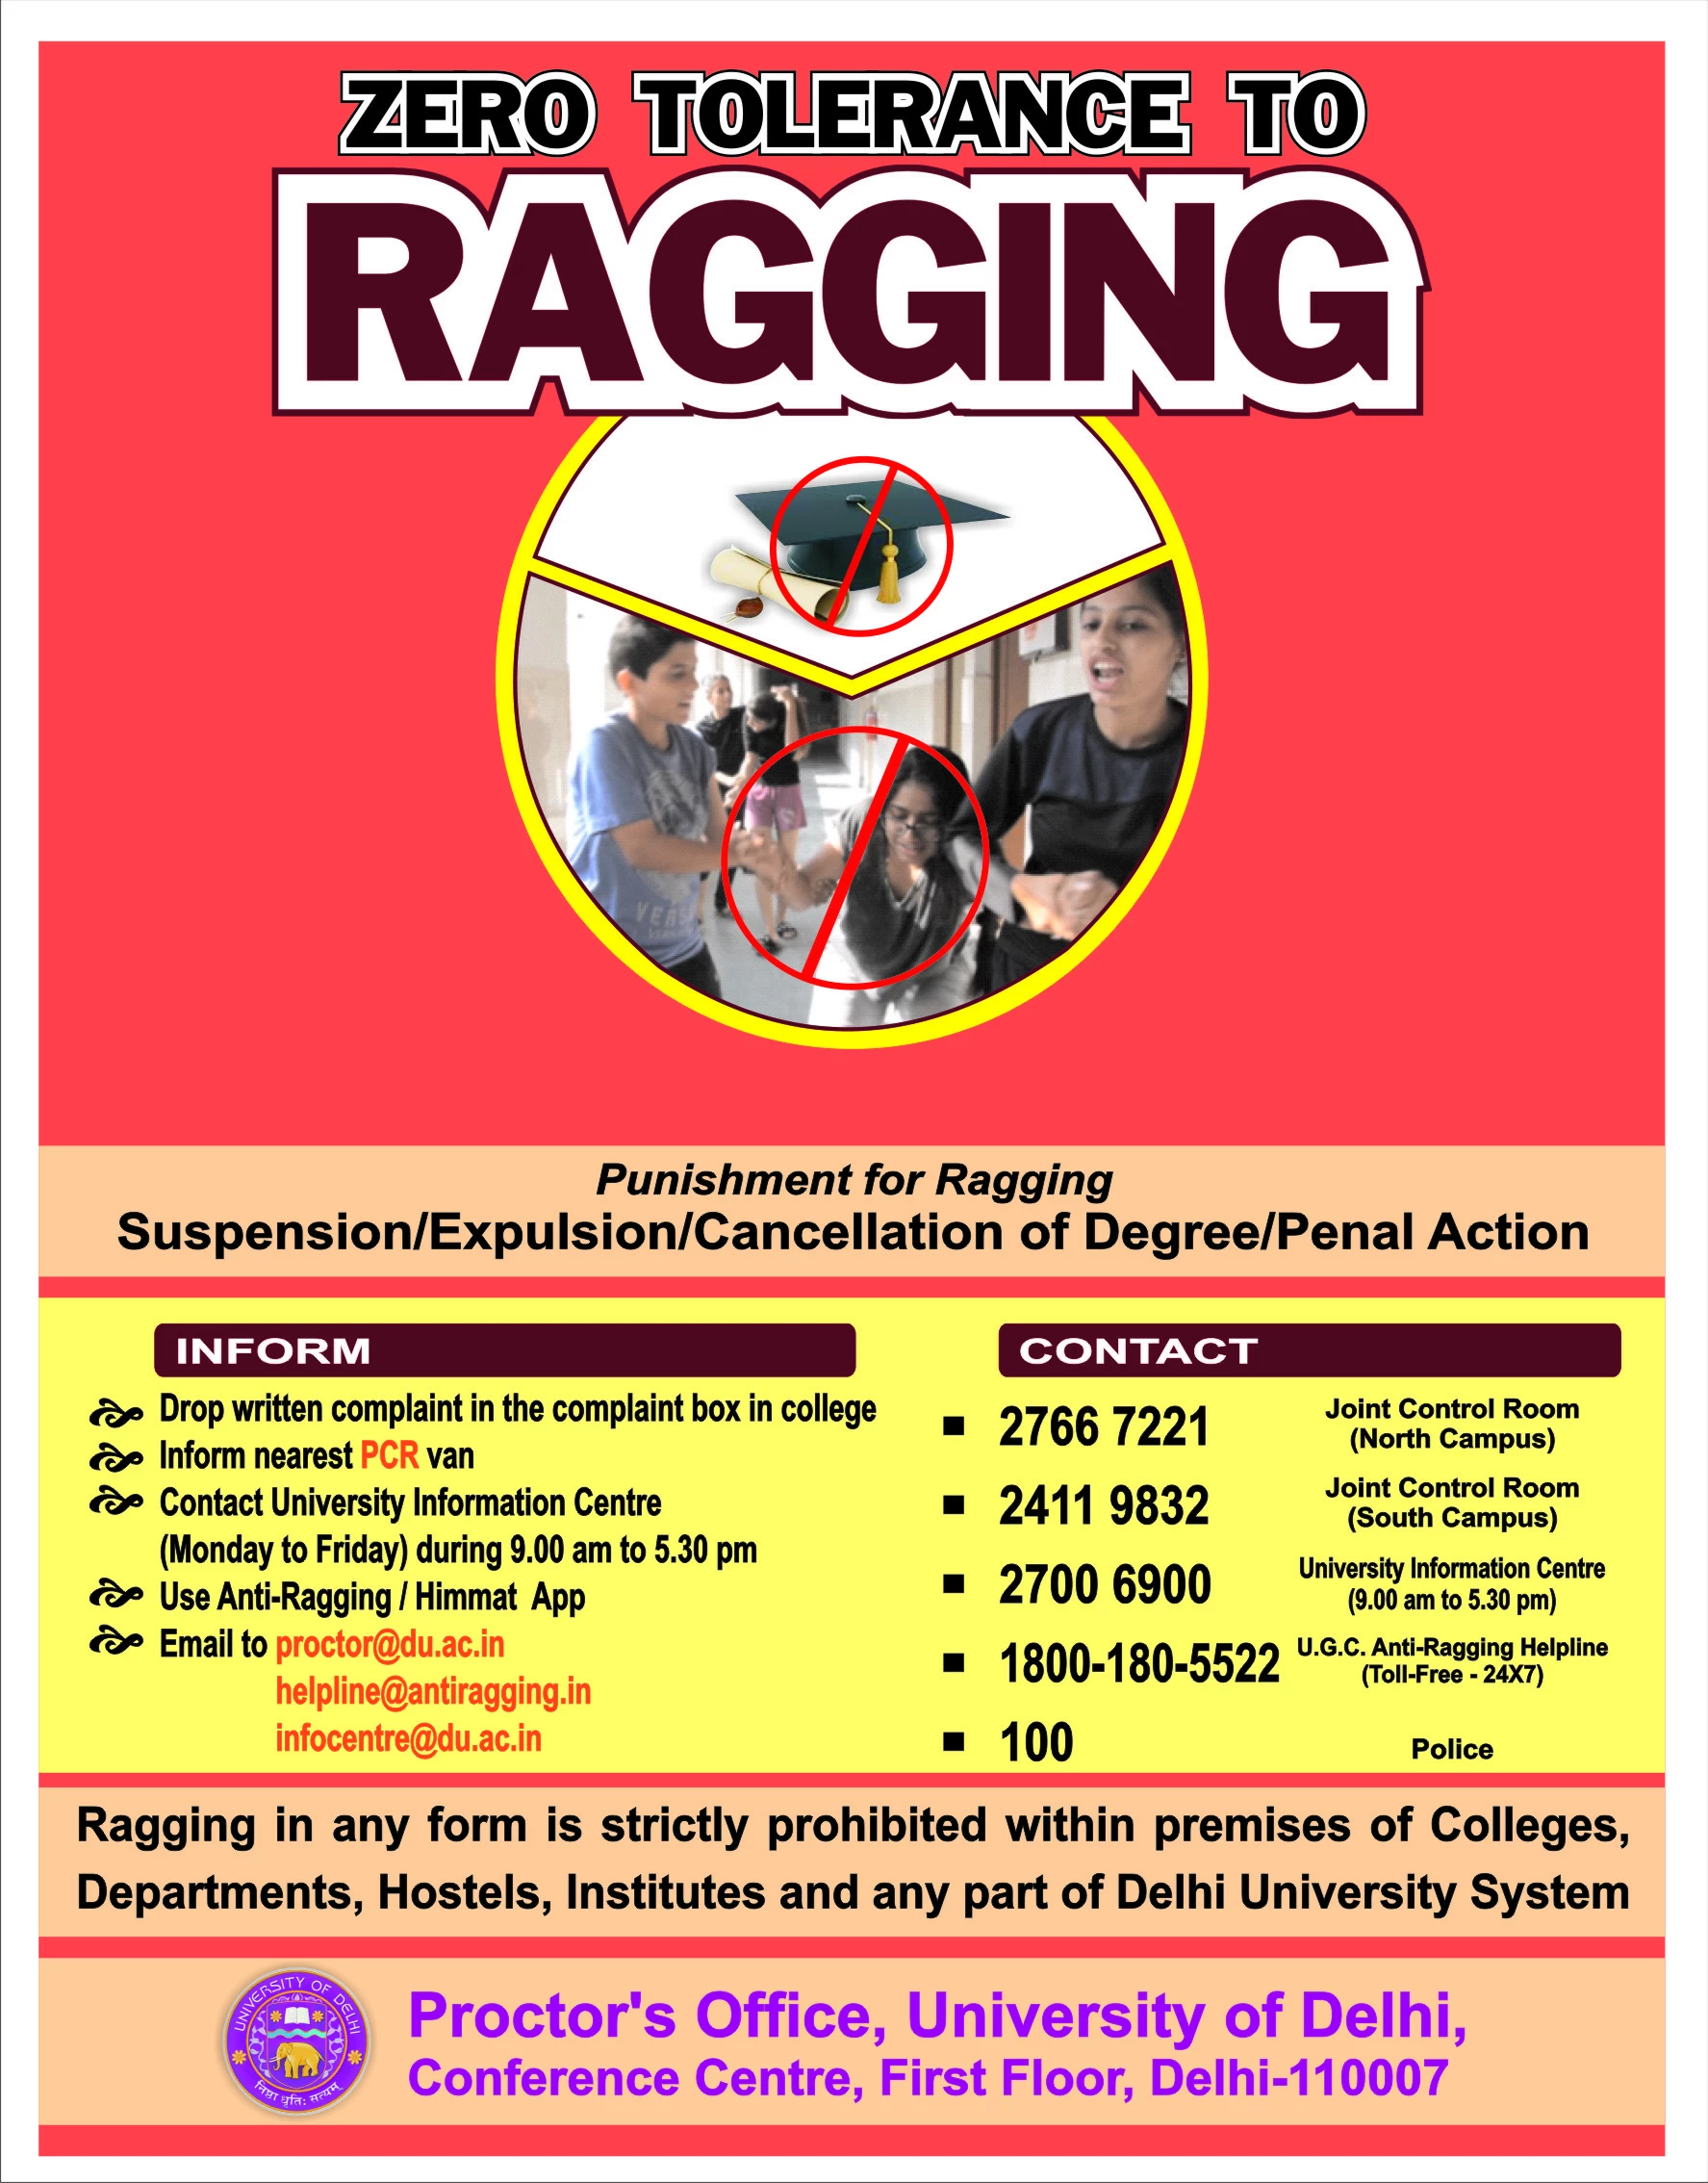 ZERO TOLERANCE TO
RAGGING
VERS
Punishment for Ragging
Suspension/Expulsion/Cancellation of Degree/Penal Action
INFORM
Drop written complaint in the complaint box in college
Inform nearest PCR van
Contact University Information Centre
(Monday to Friday) during 9.00 am to 5.30 pm
Use Anti-Ragging / Himmat App
Email to proctor@du.ac.in
helpline@antiragging.in
infocentre@du.ac.in
CONTACT
2766 7221 Joint Control Room
(North Campus)
2411 9832 Joint Control Room
(South Campus)
2700 6900 University Information Centre
(9.00 am to 5.30 pm)
1800-180-5522 U.G.C. Anti-Ragging Helpline
(Toll-Free - 24X7)
100 Police
Ragging in any form is strictly prohibited within premises of Colleges,
Departments, Hostels, Institutes and any part of Delhi University System
UNIVERSITY OF DELHI
निष्ठा धृति: सत्यम्
Proctor's Office, University of Delhi,
Conference Centre, First Floor, Delhi-110007